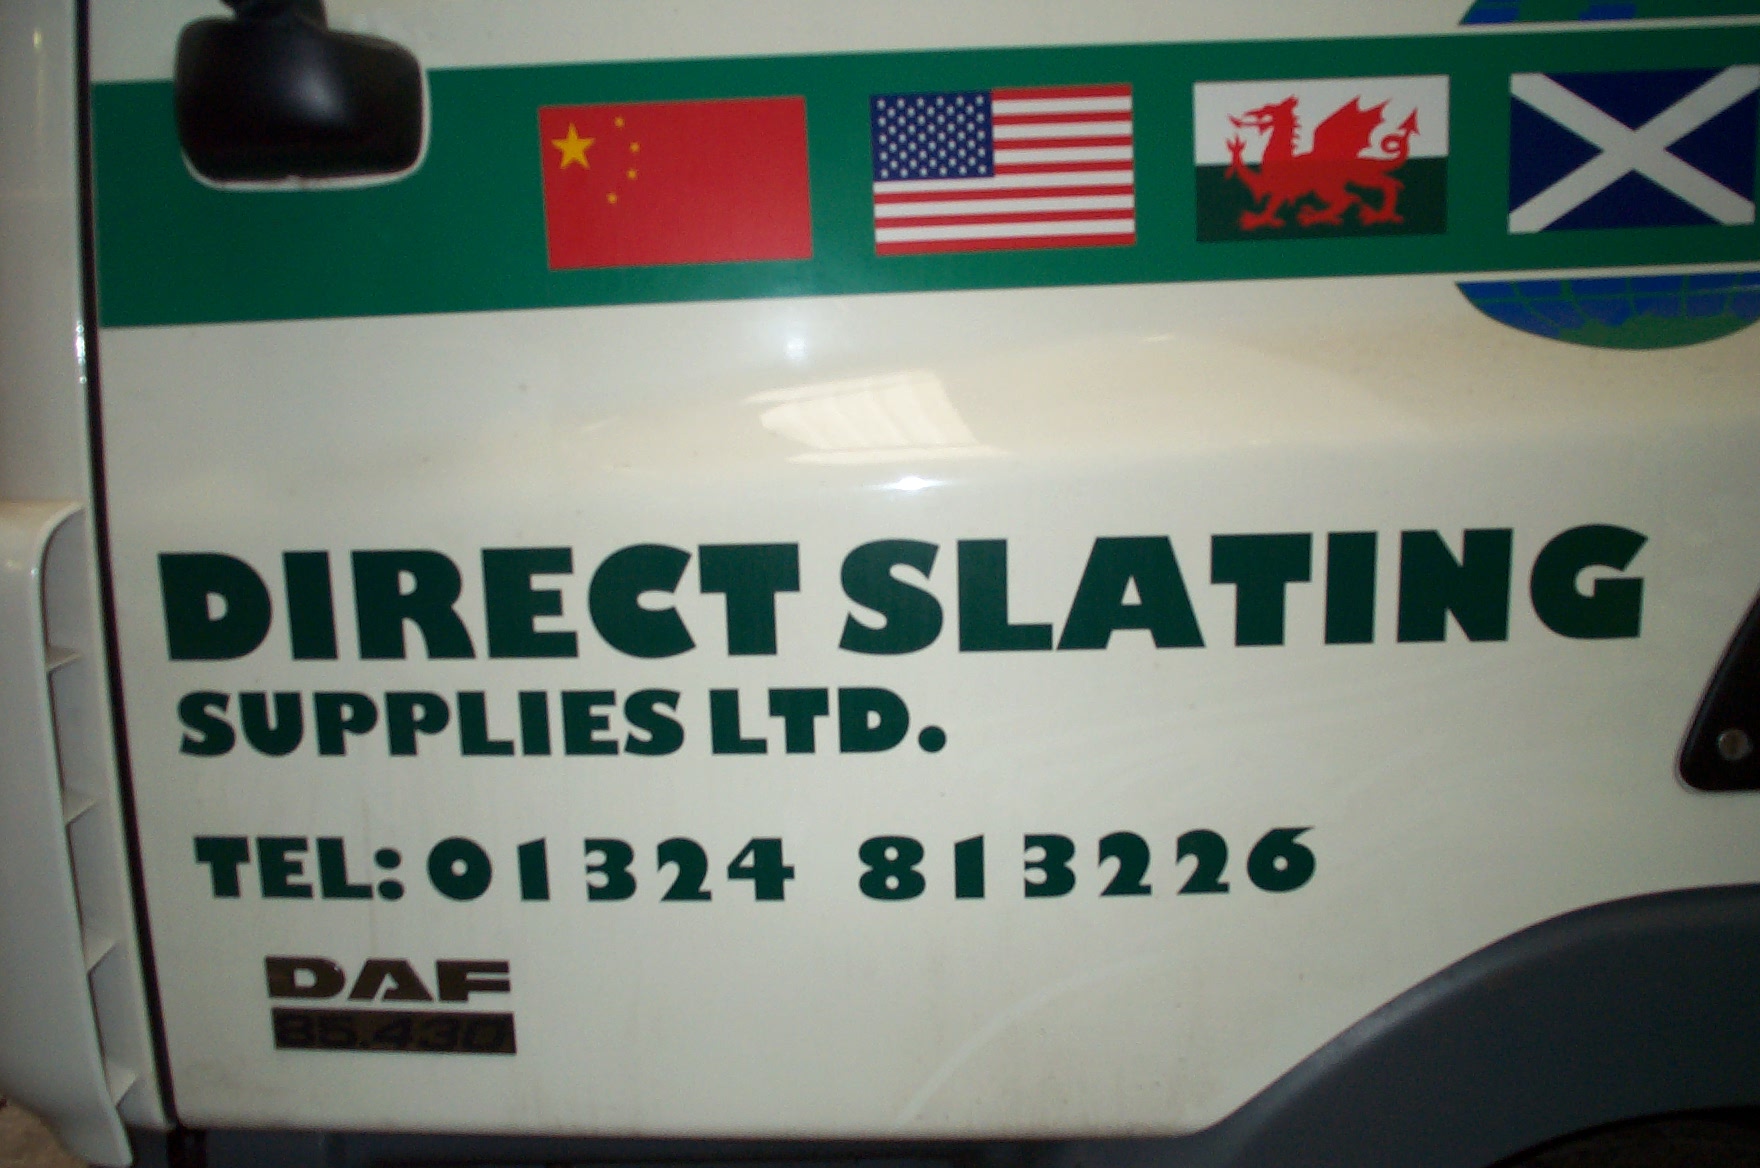 DIRECT SLATING
SUPPLIES LTD.
TEL: 01324 813226
DAF
85.430